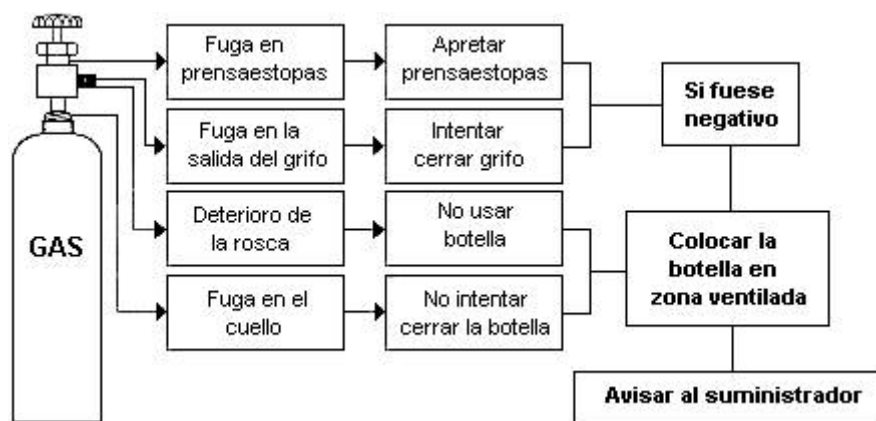 GAS
Fuga en
prensaestopas
Apretar
prensaestopas
Fuga en la
salida del grifo
Intentar
cerrar grifo
Deterioro de
la rosca
No usar
botella
Fuga en el
cuello
No intentar
cerrar la botella
Si fuese
negativo
Colocar la
botella en
zona ventilada
Avisar al suministrador